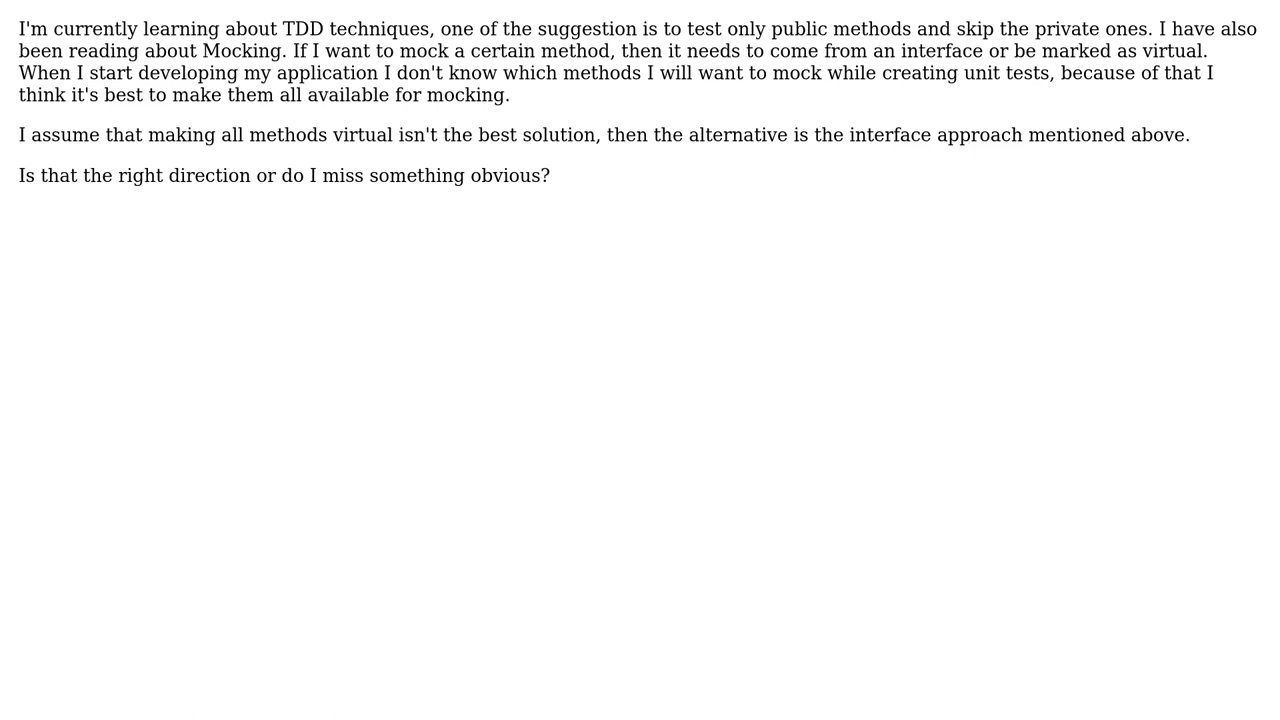 I'm currently learning about TDD techniques, one of the suggestion is to test only public methods and skip the private ones. I have also
been reading about Mocking. If I want to mock a certain method, then it needs to come from an interface or be marked as virtual.
When I start developing my application I don't know which methods I will want to mock while creating unit tests, because of that I
think it's best to make them all available for mocking.
I assume that making all methods virtual isn't the best solution, then the alternative is the interface approach mentioned above.
Is that the right direction or do I miss something obvious?